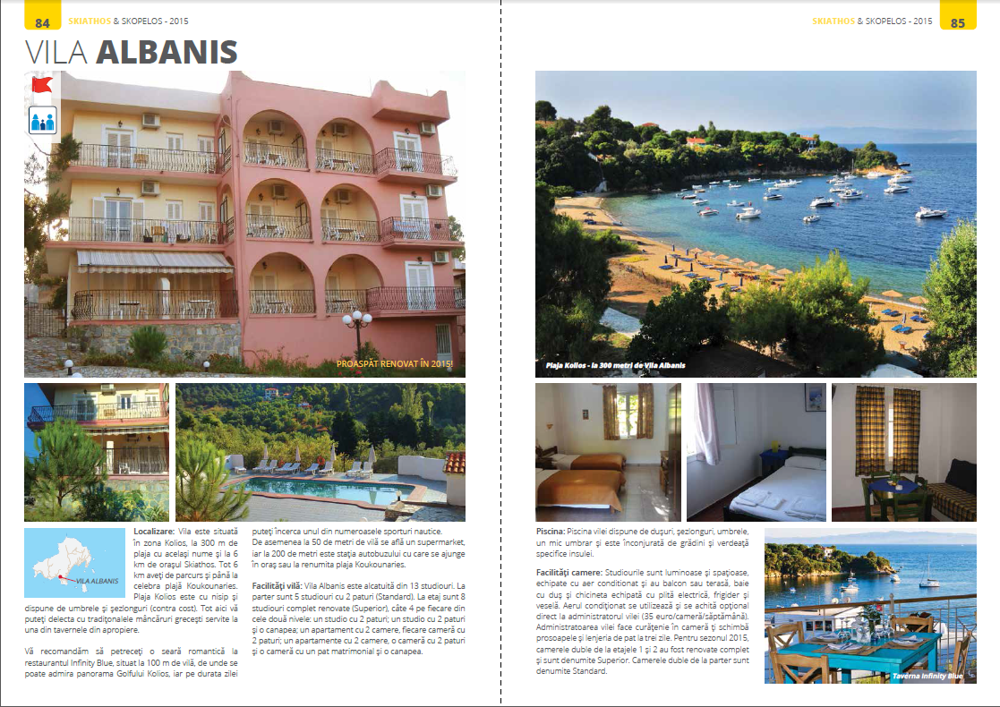 84
SKIATHOS & SKOPELOS - 2015
VILA ALBANIS
PROASPĂT RENOVAT ÎN 2015!
VILA ALBANIS
Localizare: Vila este situată
în zona Kolios, la 300 m de
plaja cu același nume și la 6
km de orașul Skiathos. Tot 6
km aveți de parcurs și până la
celebra plajă Koukounaries.
Plaja Kolios este cu nisip și
dispune de umbrele și șezlonguri (contra cost). Tot aici vă
puteți delecta cu tradiţonalele mâncăruri grecești servite la
una din tavernele din apropiere.
Vă recomandăm să petreceți o seară romantică la
restaurantul Infinity Blue, situat la 100 m de vilă, de unde se
poate admira panorama Golfului Kolios, iar pe durata zilei
puteți încerca unul din numeroasele sporturi nautice.
De asemenea la 50 de metri de vilă se află un supermarket,
iar la 200 de metri este stația autobuzului cu care se ajunge
în oraș sau la renumita plaja Koukounaries.
Facilități vilă: Vila Albanis este alcatuită din 13 studiouri. La
parter sunt 5 studiouri cu 2 paturi (Standard). La etaj sunt 8
studiouri complet renovate (Superior), câte 4 pe fiecare din
cele două nivele: un studio cu 2 paturi; un studio cu 2 paturi
și o canapea; un apartament cu 2 camere, fiecare cameră cu
2 paturi; un apartamente cu 2 camere, o cameră cu 2 paturi
și o cameră cu un pat matrimonial și o canapea.
SKIATHOS & SKOPELOS - 2015
85
Plaja Kolios - la 300 metri de Vila Albanis
Piscina: Piscina vilei dispune de dușuri, șezlonguri, umbrele,
un mic umbrar și este înconjurată de grădini și verdeață
specifice insulei.
Facilități camere: Studiourile sunt luminoase și spațioase,
echipate cu aer conditionat și au balcon sau terasă, baie
cu duș și chicineta echipată cu plită electrică, frigider și
veselă. Aerul condiționat se utilizează și se achită opțional
direct la administratorul vilei (35 euro/cameră/săptămână).
Administratoarea vilei face curăţenie în cameră ți schimbă
prosoapele și lenjeria de pat la trei zile. Pentru sezonul 2015,
camerele duble de la etajele 1 și 2 au fost renovate complet
și sunt denumite Superior. Camerele duble de la parter sunt
denumite Standard.
Taverna Infinity Blue